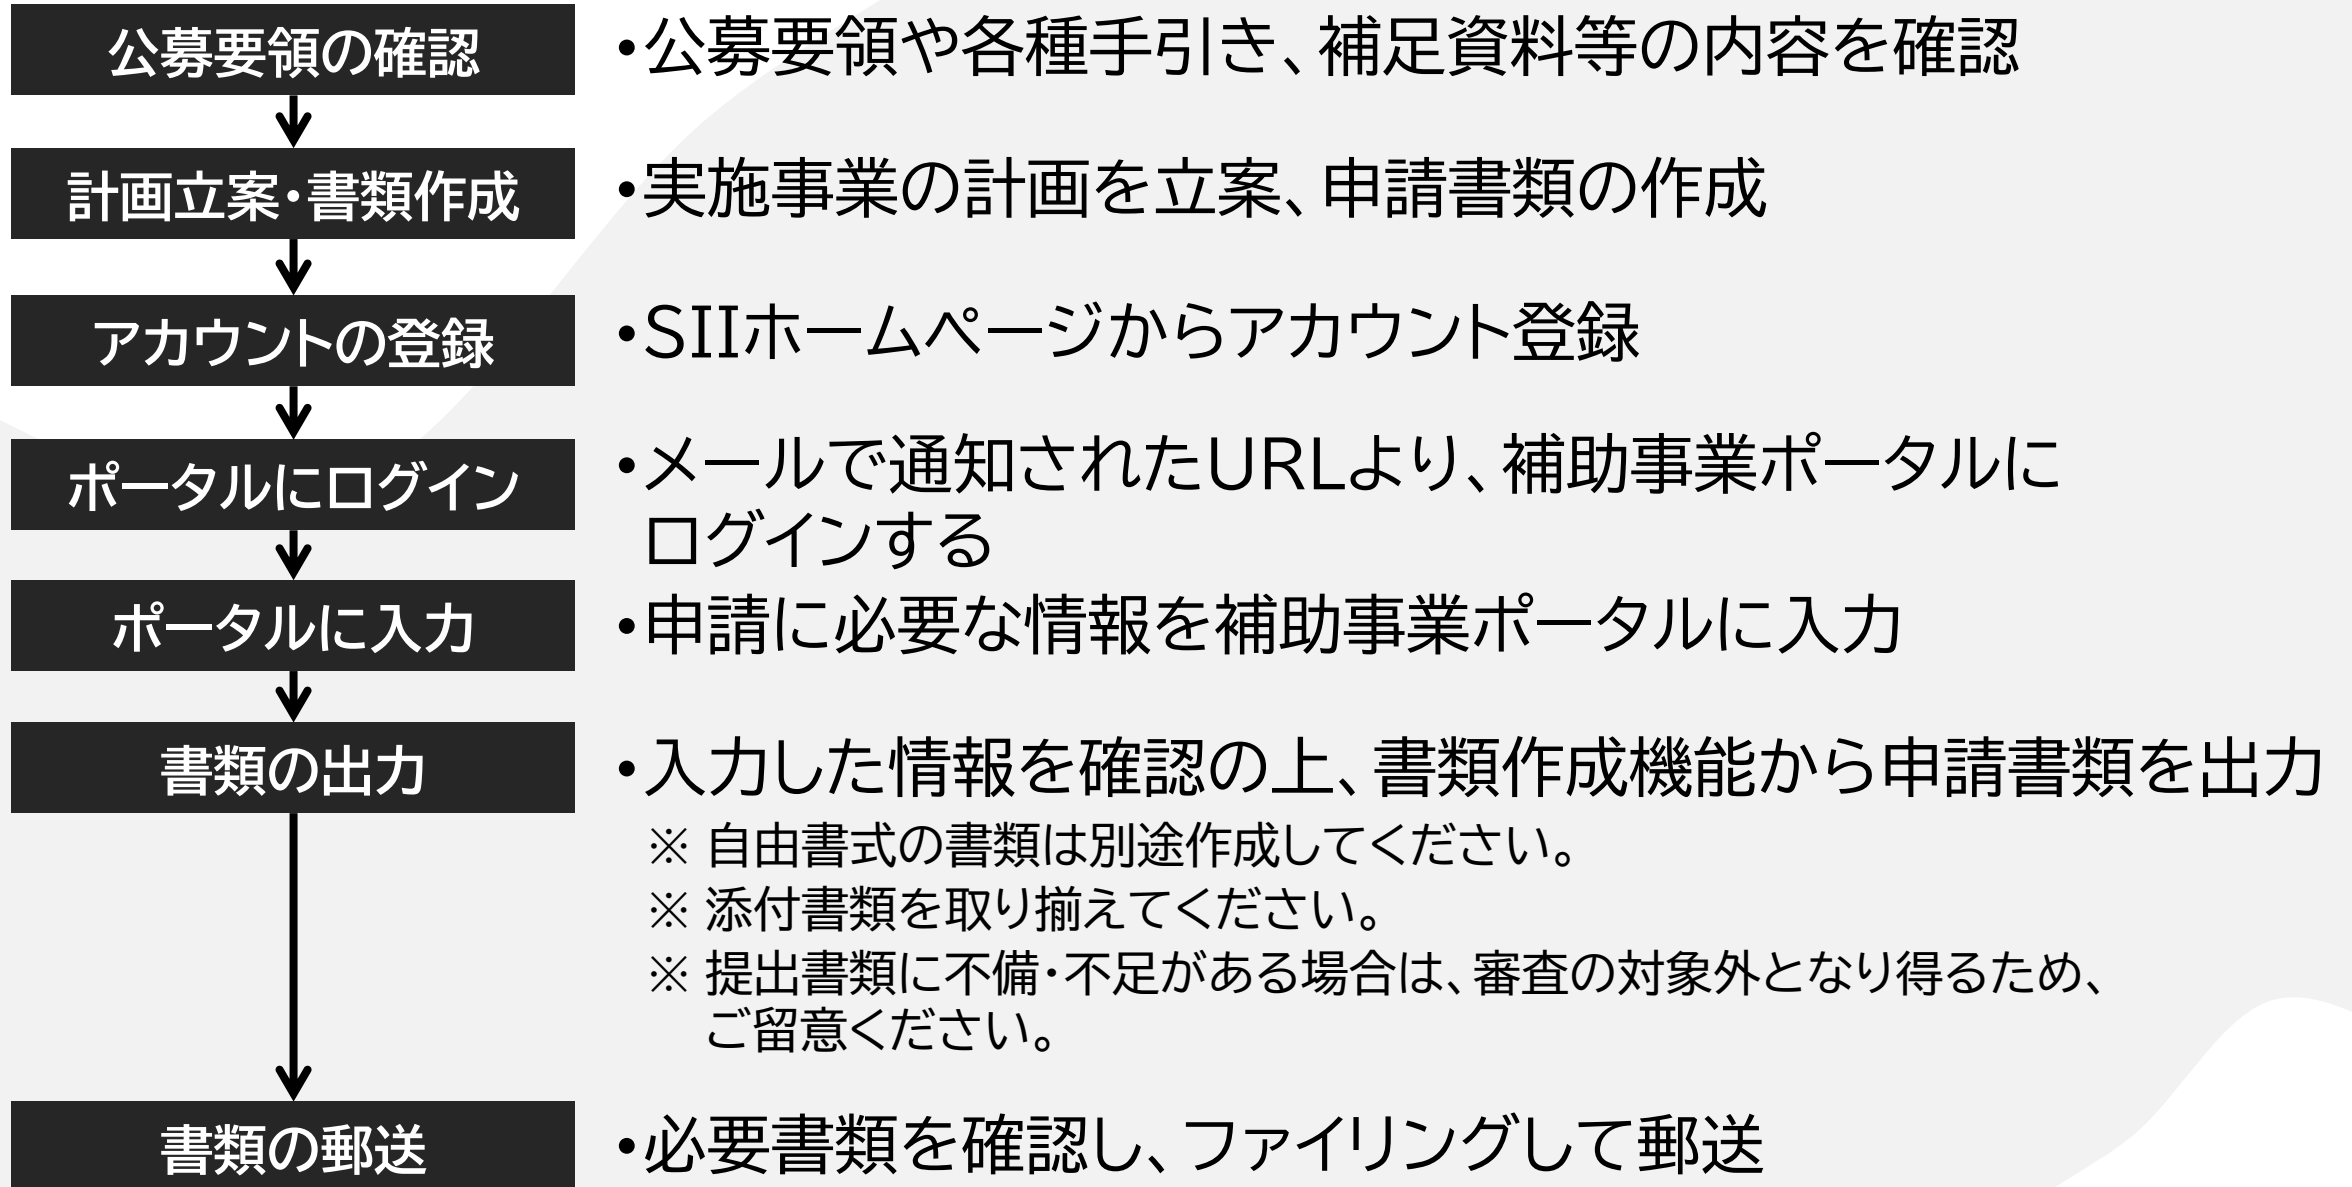 公募要領の確認
•公募要領や各種手引き、補足資料等の内容を確認
計画立案・書類作成
•実施事業の計画を立案、申請書類の作成
アカウントの登録
•SIIホームページからアカウント登録
ポータルにログイン
•メールで通知されたURLより、補助事業ポータルに
ログインする
ポータルに入力
•申請に必要な情報を補助事業ポータルに入力
書類の出力
•入力した情報を確認の上、書類作成機能から申請書類を出力
※ 自由書式の書類は別途作成してください。
※ 添付書類を取り揃えてください。
※ 提出書類に不備・不足がある場合は、審査の対象外となり得るため、
ご留意ください。
書類の郵送
•必要書類を確認し、ファイリングして郵送